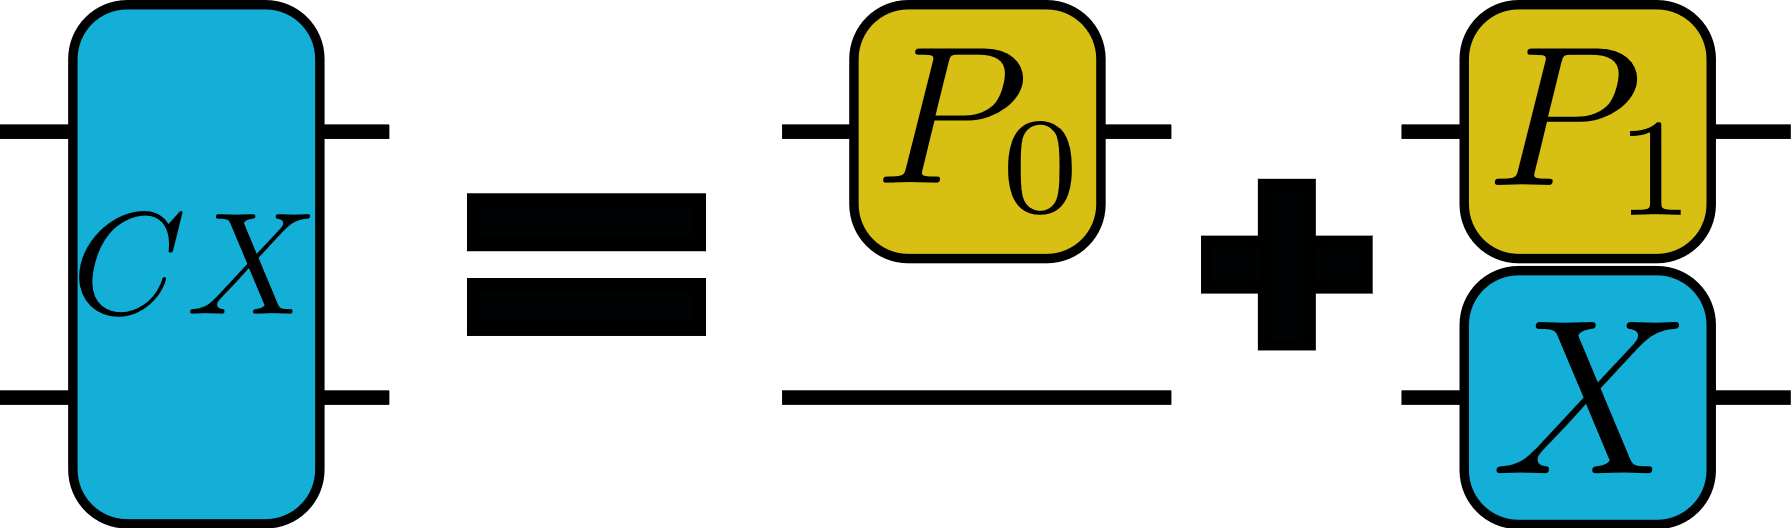 CX = P₀ + P₁
X